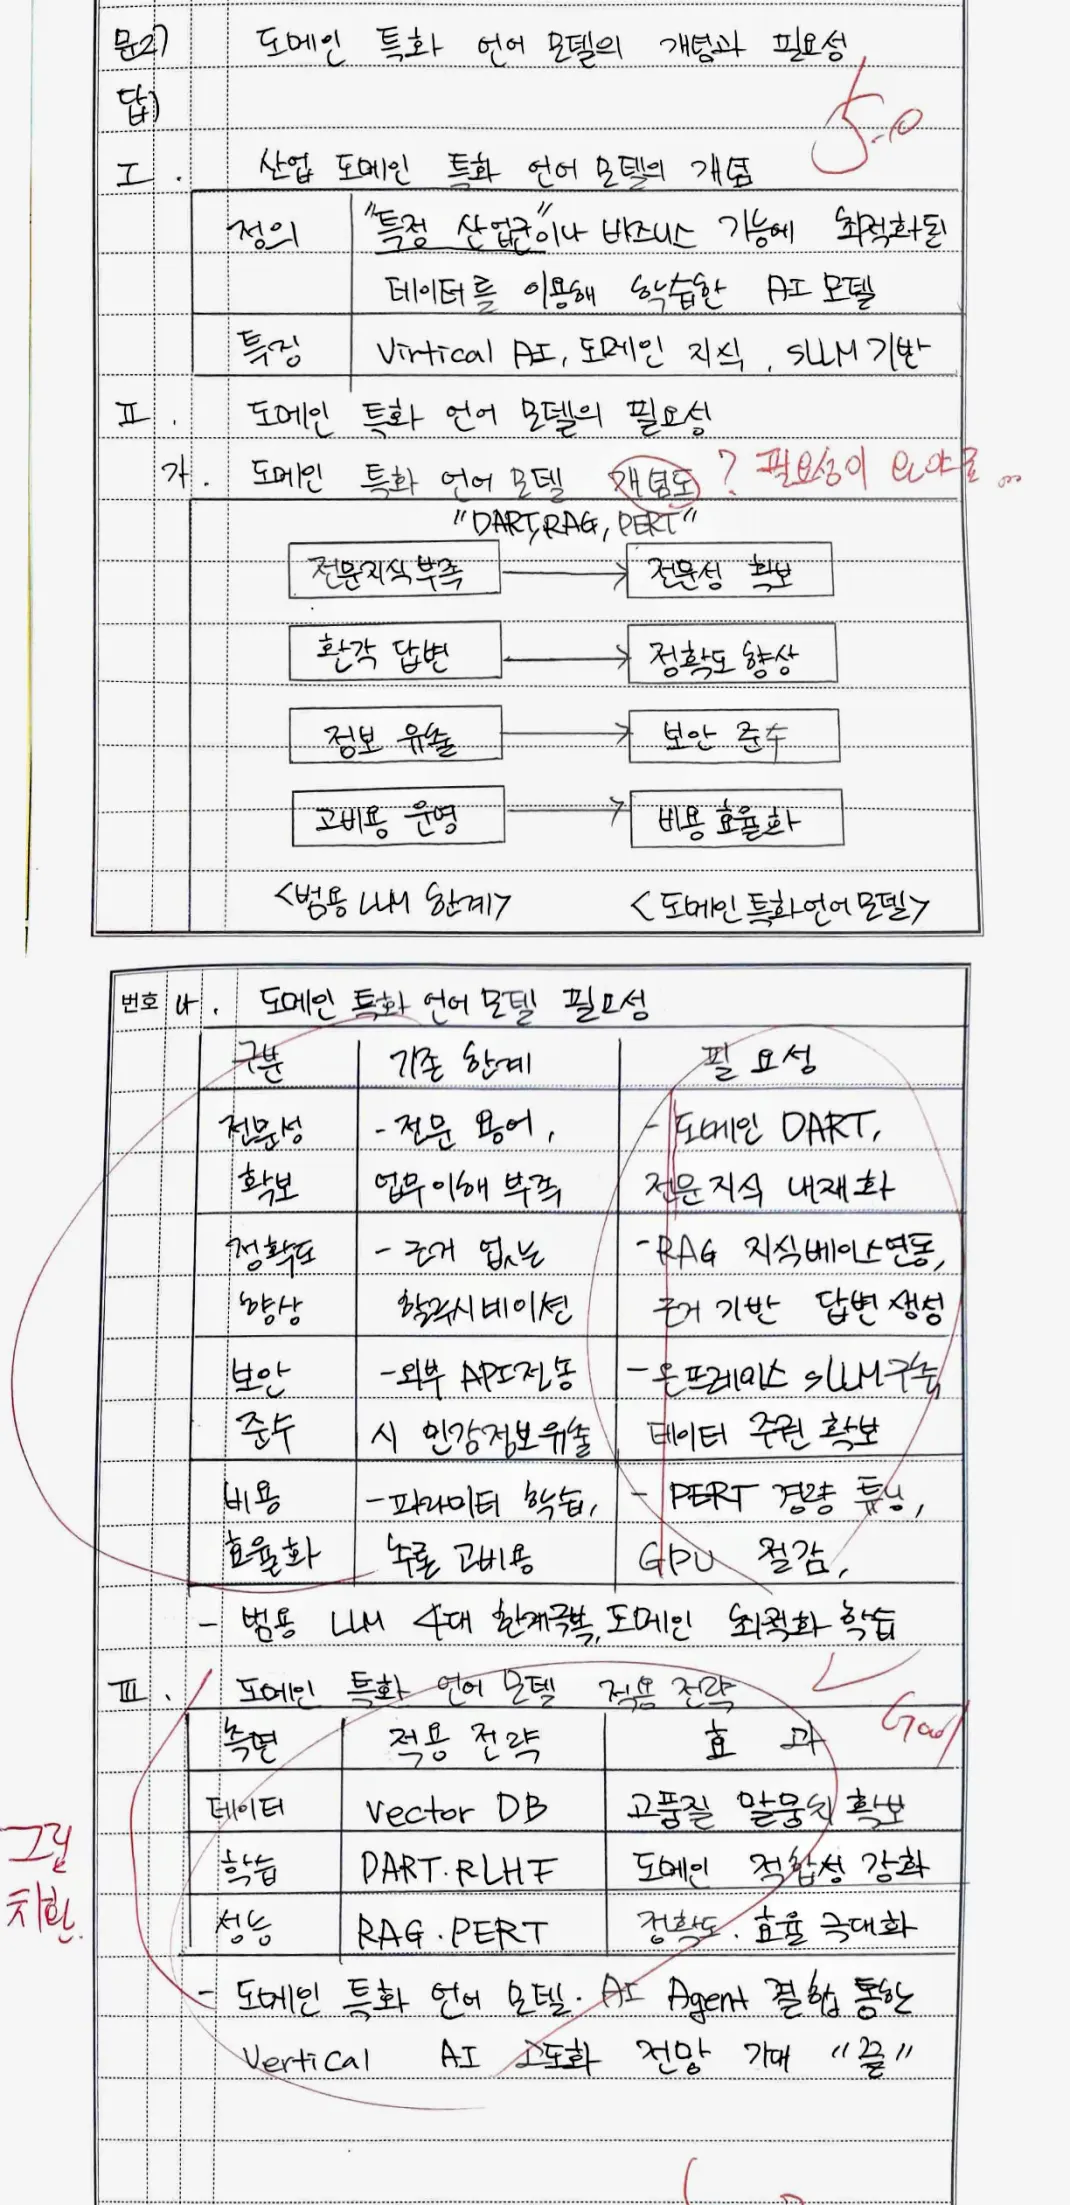 문2) 도메인 특화 언어 모델의 개념과 필요성
답)
5.0
I. 산업 도메인 특화 언어 모델의 개념
정의 "특정 산업군"이나 비즈니스 기능에 최적화된
데이터를 이용해 학습한 AI 모델
특징 Virtical AI, 도메인 지식, sLLM 기반
II. 도메인 특화 언어 모델의 필요성
가. 도메인 특화 언어 모델 개념도 ? 필요성이 와야죠...
"DART, RAG, PERT"
전문지식 부족 전문성 확보
환각 답변 정확도 향상
정보 유출 보안 준수
고비용 운영 비용 효율화
<범용 LLM 한계> <도메인 특화 언어 모델>
번호 나. 도메인 특화 언어 모델 필요성
구분 기존 한계 필요성
전문성 - 전문 용어, - 도메인 DART,
확보 업무이해 부족 전문지식 내재화
정확도 - 근거 없는 - RAG 지식베이스연동,
향상 할루시네이션 근거 기반 답변 생성
보안 - 외부 API전송 - 온프레미스 sLLM구축,
준수 시 민감정보유출 데이터 주권 확보
비용 - 파라미터 학습, - PERT 경량 튜닝,
효율화 추론 고비용 GPU 절감,
- 범용 LLM 4대 한계극복, 도메인 최적화 학습
III. 도메인 특화 언어 모델 적용 전략
Good
측면 적용 전략 효과
데이터 Vector DB 고품질 말뭉치 확보
학습 DART. RLHF 도메인 적합성 강화
성능 RAG. PERT 정확도. 효율 극대화
그림
치환.
- 도메인 특화 언어 모델. AI Agent 결합 통한
Vertical AI 고도화 전망 기대 "끝"